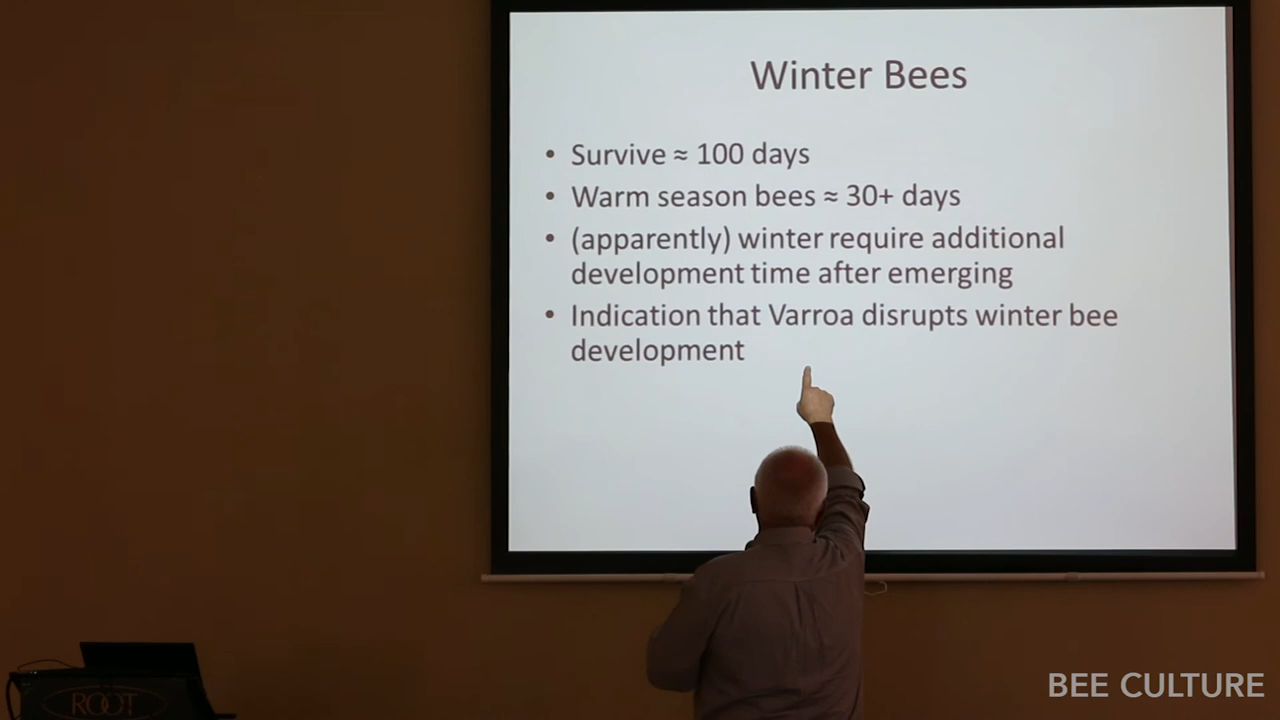 Winter Bees
• Survive ≈ 100 days
• Warm season bees ≈ 30+ days
• (apparently) winter require additional
development time after emerging
• Indication that Varroa disrupts winter bee
development
ROOT
BEE CULTURE